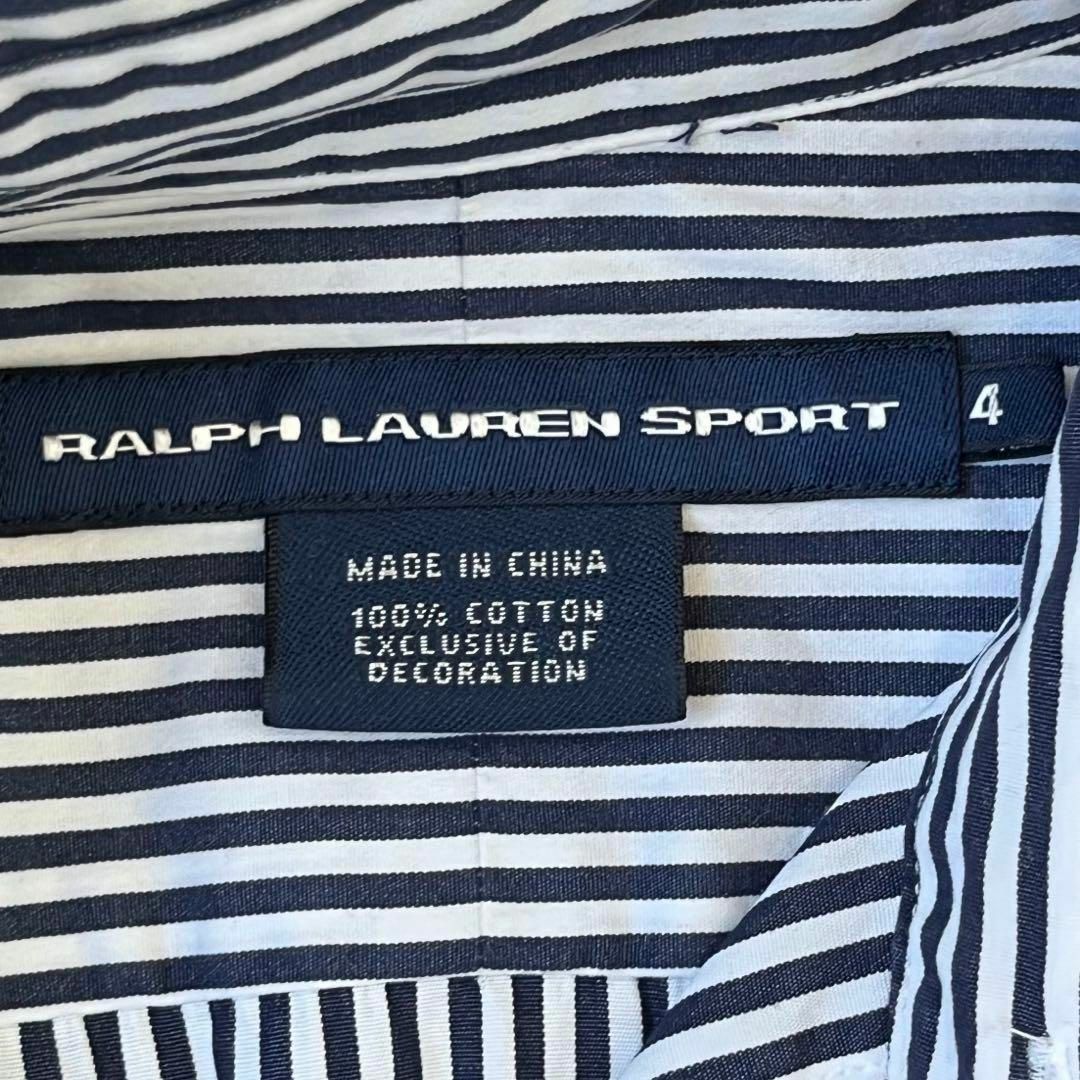 RALPH LAUREN SPORT
4
MADE IN CHINA
100% COTTON
EXCLUSIVE OF
DECORATION